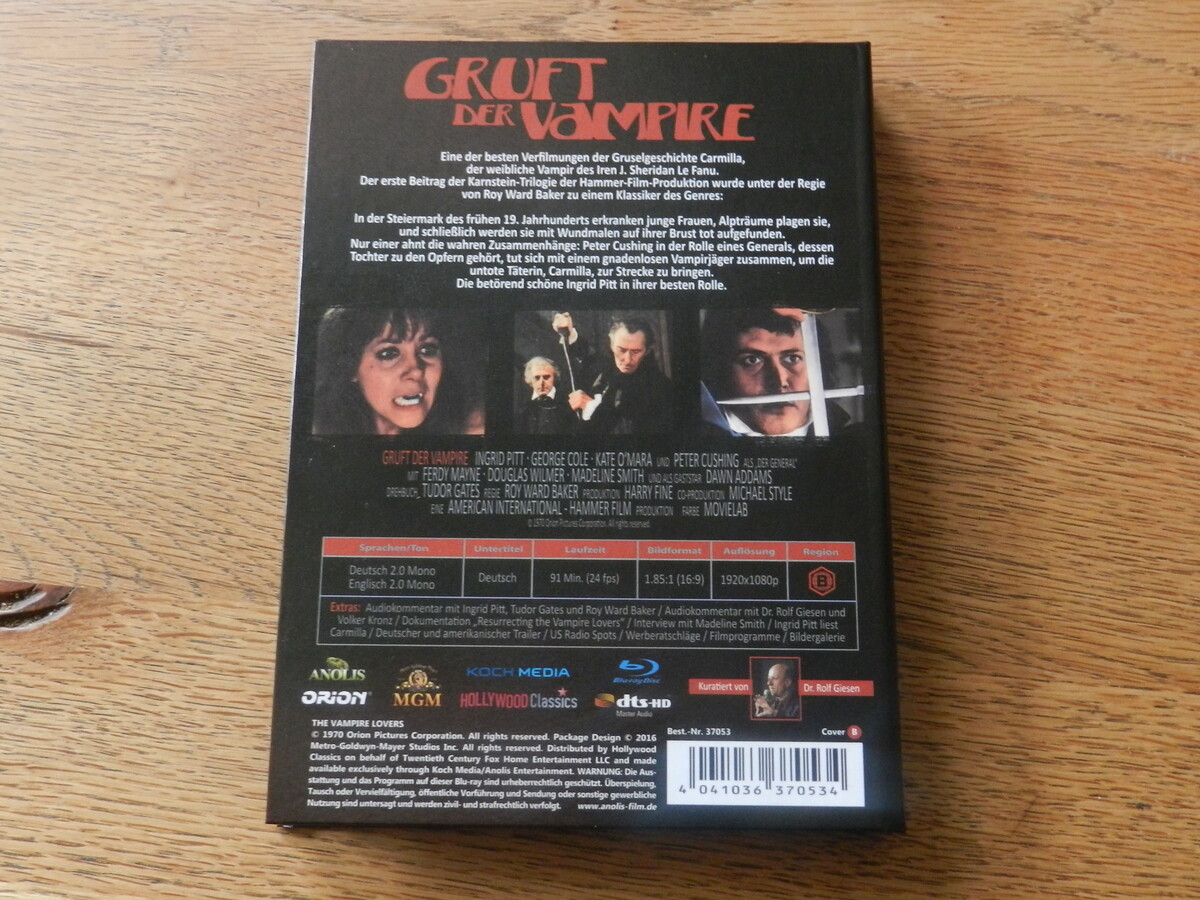 GRUFT
DER VAMPIRE
Eine der besten Verfilmungen der Gruselgeschichte Carmilla,
der weibliche Vampir des Iren J. Sheridan Le Fanu.
Der erste Beitrag der Karnstein-Trilogie der Hammer-Film-Produktion wurde unter der Regie
von Roy Ward Baker zu einem Klassiker des Genres:
In der Steiermark des frühen 19. Jahrhunderts erkranken junge Frauen, Alpträume plagen sie,
und schließlich werden sie mit Wundmalen auf ihrer Brust tot aufgefunden.
Nur einer ahnt die wahren Zusammenhänge: Peter Cushing in der Rolle eines Generals, dessen
Tochter zu den Opfern gehört, tut sich mit einem gnadenlosen Vampirjäger zusammen, um die
untote Täterin, Carmilla, zur Strecke zu bringen.
Die betörend schöne Ingrid Pitt in ihrer besten Rolle.
GRUFT DER VAMPIRE INGRID PITT · GEORGE COLE · KATE O'MARA UND PETER CUSHING ALS „DER GENERAL"
MIT FERDY MAYNE · DOUGLAS WILMER · MADELINE SMITH UND ALS GASTSTAR DAWN ADDAMS
DREHBUCH TUDOR GATES REGIE ROY WARD BAKER PRODUKTION HARRY FINE CO-PRODUKTION MICHAEL STYLE
EINE AMERICAN INTERNATIONAL - HAMMER FILM PRODUKTION FARBE MOVIELAB
© 1970 Orion Pictures Corporation. All rights reserved.
Sprachen/Ton Untertitel Laufzeit Bildformat Auflösung Region
Deutsch 2.0 Mono
Englisch 2.0 Mono
Deutsch 91 Min. (24 fps) 1.85:1 (16:9) 1920x1080p B
Extras: Audiokommentar mit Ingrid Pitt, Tudor Gates und Roy Ward Baker / Audiokommentar mit Dr. Rolf Giesen und
Volker Kronz / Dokumentation „Resurrecting the Vampire Lovers" / Interview mit Madeline Smith / Ingrid Pitt liest
Carmilla / Deutscher und amerikanischer Trailer / US Radio Spots / Werberatschläge / Filmprogramme / Bildergalerie
ANOLIS KOCH MEDIA Blu-ray Disc
Kuratiert von Dr. Rolf Giesen
ORION MGM HOLLYWOOD Classics dts-HD
Master Audio
THE VAMPIRE LOVERS
© 1970 Orion Pictures Corporation. All rights reserved. Package Design © 2016
Metro-Goldwyn-Mayer Studios Inc. All rights reserved. Distributed by Hollywood
Classics on behalf of Twentieth Century Fox Home Entertainment LLC and made
available exclusively through Koch Media/Anolis Entertainment. WARNUNG: Die Aus-
stattung und das Programm auf dieser Blu-ray sind urheberrechtlich geschützt. Überspielung,
Tausch oder Vervielfältigung, öffentliche Vorführung und Sendung oder sonstige gewerbliche
Nutzung sind untersagt und werden zivil- und strafrechtlich verfolgt. www.anolis-film.de
Best.-Nr. 37053 Cover B
4 041036 370534